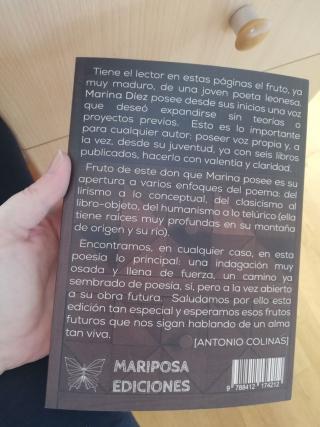 Tiene el lector en estas páginas el fruto, ya
muy maduro, de una joven poeta leonesa.
Marina Díez posee desde sus inicios una voz
que deseó expandirse sin teorías o
proyectos previos. Esto es lo importante
para cualquier autor: poseer voz propia y, a
la vez, desde su juventud, ya con seis libros
publicados, hacerlo con valentía y claridad.
Fruto de este don que Marina posee es su
apertura a varios enfoques del poema: del
lirismo a lo conceptual, del clasicismo al
libro-objeto, del humanismo a lo telúrico (ella
tiene raíces muy profundas en su montaña
de origen y su río).
Encontramos, en cualquier caso, en esta
poesía lo principal: una indagación muy
osada y llena de fuerza, un camino ya
sembrado de poesía, sí, pero a la vez abierto
a su obra futura. Saludamos por ello esta
edición tan especial y esperamos esos frutos
futuros que nos sigan hablando de un alma
tan viva.
[ANTONIO COLINAS]
MARIPOSA
EDICIONES
9 788412 174212